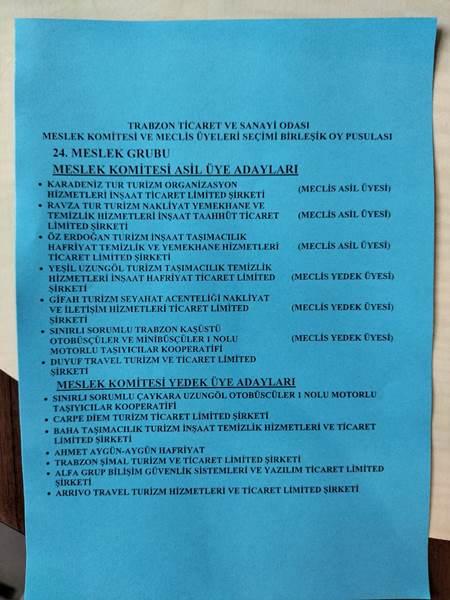 TRABZON TİCARET VE SANAYİ ODASI
MESLEK KOMİTESİ VE MECLİS ÜYELERİ SEÇİMİ BİRLEŞİK OY PUSULASI
24. MESLEK GRUBU
MESLEK KOMİTESİ ASİL ÜYE ADAYLARI
• KARADENİZ TUR TURİZM ORGANİZASYON (MECLİS ASİL ÜYESİ)
HİZMETLERİ İNŞAAT TİCARET LİMİTED ŞİRKETİ
• RAVZA TUR TURİZM NAKLİYAT YEMEKHANE VE
TEMİZLİK HİZMETLERİ İNŞAAT TAAHHÜT TİCARET (MECLİS ASİL ÜYESİ)
LİMİTED ŞİRKETİ
• ÖZ ERDOĞAN TURİZM İNŞAAT TAŞIMACILIK
HAFRİYAT TEMİZLİK VE YEMEKHANE HİZMETLERİ (MECLİS ASİL ÜYESİ)
TİCARET LİMİTED ŞİRKETİ
• YEŞİL UZUNGÖL TURİZM TAŞIMACILIK TEMİZLİK
HİZMETLERİ İNŞAAT HAFRİYAT TİCARET LİMİTED (MECLİS YEDEK ÜYESİ)
ŞİRKETİ
• GİFAH TURİZM SEYAHAT ACENTELİĞİ NAKLİYAT
VE İLETİŞİM HİZMETLERİ TİCARET LİMİTED (MECLİS YEDEK ÜYESİ)
ŞİRKETİ
• SINIRLI SORUMLU TRABZON KAŞÜSTÜ
OTOBÜSÇÜLER VE MİNİBÜSÇÜLER 1 NOLU (MECLİS YEDEK ÜYESİ)
MOTORLU TAŞIYICILAR KOOPERATİFİ
• DUYUF TRAVEL TURİZM VE TİCARET LİMİTED
ŞİRKETİ
MESLEK KOMİTESİ YEDEK ÜYE ADAYLARI
• SINIRLI SORUMLU ÇAYKARA UZUNGÖL OTOBÜSÇÜLER 1 NOLU MOTORLU
TAŞIYICILAR KOOPERATİFİ
• CARPE DİEM TURİZM TİCARET LİMİTED ŞİRKETİ
• BAHA TAŞIMACILIK TURİZM İNŞAAT TEMİZLİK HİZMETLERİ VE TİCARET
LİMİTED ŞİRKETİ
• AHMET AYGÜN-AYGÜN HAFRİYAT
• TRABZON ŞİMAL TURİZM VE TİCARET LİMİTED ŞİRKETİ
• ALFA GRUP BİLİŞİM GÜVENLİK SİSTEMLERİ VE YAZILIM TİCARET LİMİTED
ŞİRKETİ
• ARRIVO TRAVEL TURİZM HİZMETLERİ VE TİCARET LİMİTED ŞİRKETİ